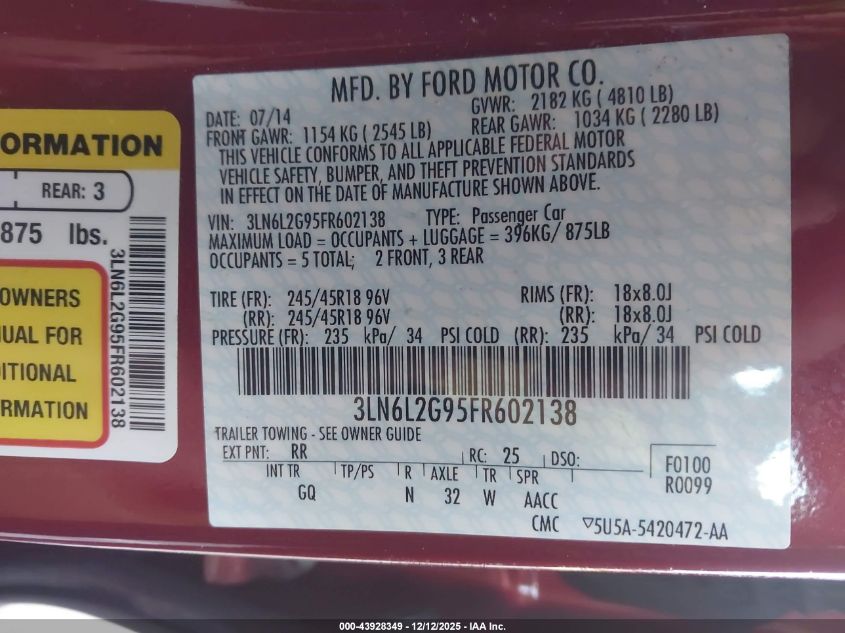 ORMATION
REAR: 3
875 lbs.
OWNERS
UAL FOR
DITIONAL
RMATION
3LN6L2G95FR602138
MFD. BY FORD MOTOR CO.
DATE: 07/14 GVWR: 2182 KG ( 4810 LB)
FRONT GAWR: 1154 KG ( 2545 LB) REAR GAWR: 1034 KG ( 2280 LB)
THIS VEHICLE CONFORMS TO ALL APPLICABLE FEDERAL MOTOR
VEHICLE SAFETY, BUMPER, AND THEFT PREVENTION STANDARDS
IN EFFECT ON THE DATE OF MANUFACTURE SHOWN ABOVE.
VIN: 3LN6L2G95FR602138 TYPE: Passenger Car
MAXIMUM LOAD = OCCUPANTS + LUGGAGE = 396KG/ 875LB
OCCUPANTS = 5 TOTAL; 2 FRONT, 3 REAR
TIRE (FR): 245/45R18 96V RIMS (FR): 18x8.0J
(RR): 245/45R18 96V (RR): 18x8.0J
PRESSURE (FR): 235 kPa/ 34 PSI COLD (RR): 235 kPa/ 34 PSI COLD
3LN6L2G95FR602138
TRAILER TOWING - SEE OWNER GUIDE
EXT PNT: RR RC: 25 DSO:
INT TR TP/PS R AXLE TR SPR
GQ N 32 W AACC
F0100
R0099
CMC ▽5U5A-5420472-AA
000-43928349 | 12/12/2025 - IAA Inc.